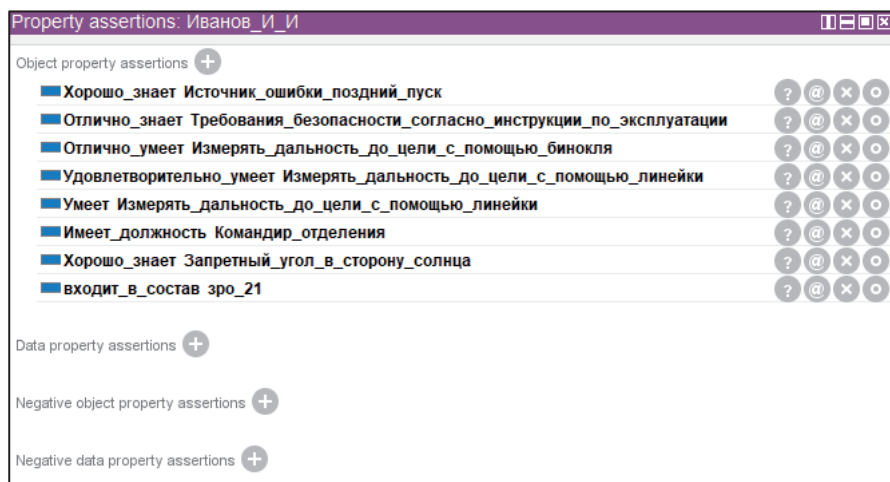 Property assertions: Иванов_И_И
Object property assertions
Хорошо_знает Источник_ошибки_поздний_пуск
Отлично_знает Требования_безопасности_согласно_инструкции_по_эксплуатации
Отлично_умеет Измерять_дальность_до_цели_с_помощью_бинокля
Удовлетворительно_умеет Измерять_дальность_до_цели_с_помощью_линейки
Умеет Измерять_дальность_до_цели_с_помощью_линейки
Имеет_должность Командир_отделения
Хорошо_знает Запретный_угол_в_сторону_солнца
входит_в_состав зро_21
Data property assertions
Negative object property assertions
Negative data property assertions